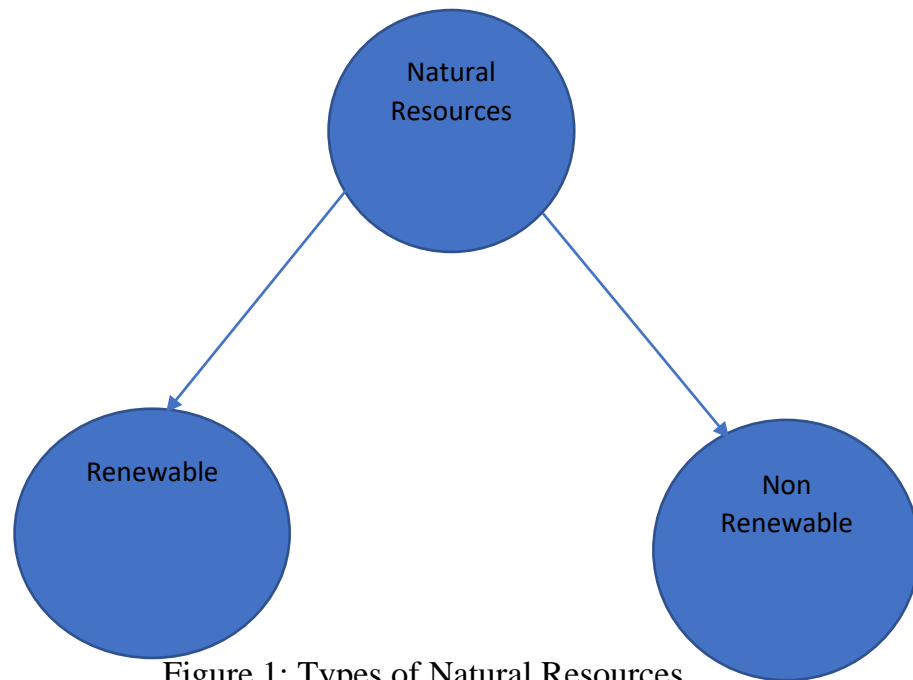 Natural
Resources
Renewable
Non
Renewable
Figure 1: Types of Natural Resources